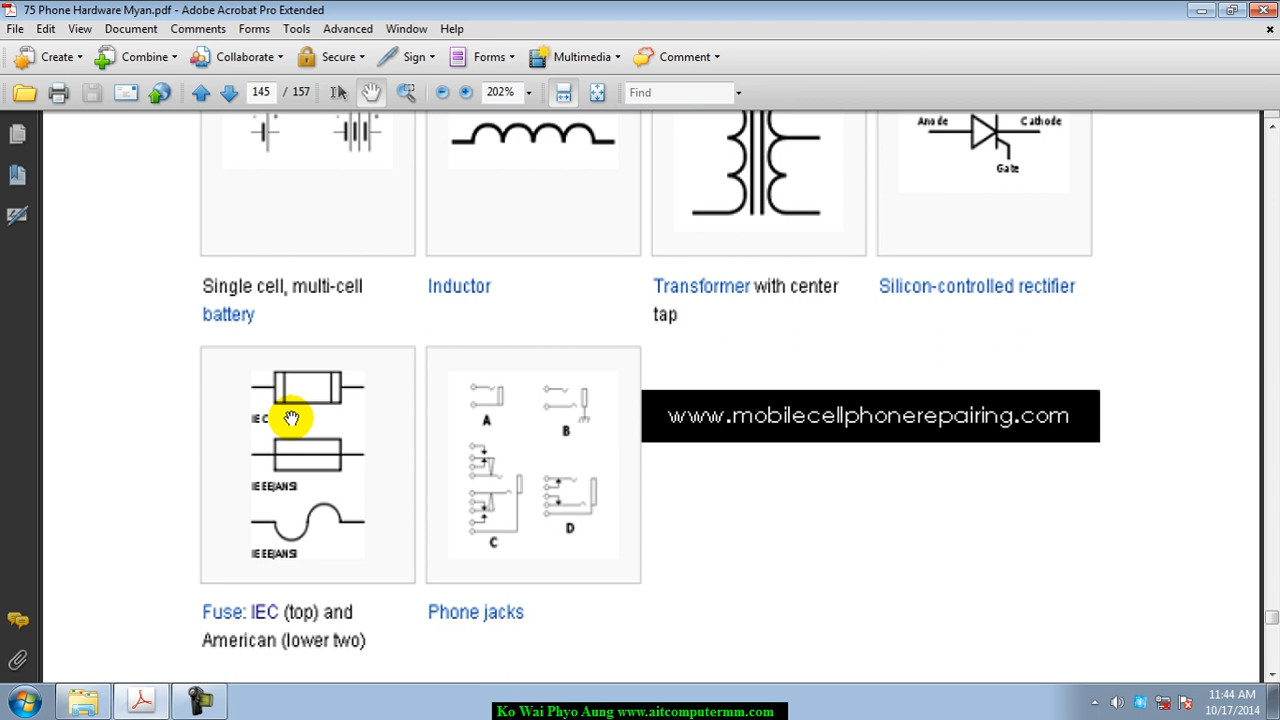 75 Phone Hardware Myan.pdf - Adobe Acrobat Pro Extended
File Edit View Document Comments Forms Tools Advanced Window Help
Create Combine Collaborate Secure Sign Forms Multimedia Comment
145 / 157 202% Find
Anode Cathode
Gate
Single cell, multi-cell
battery
Inductor
Transformer with center
tap
Silicon-controlled rectifier
IEC
IEEE/ANSI
IEEE/ANSI
A
B
C
D
www.mobilecellphonerepairing.com
Fuse: IEC (top) and
American (lower two)
Phone jacks
11:44 AM
10/17/2014
Ko Wai Phyo Aung www.aitcomputermm.com